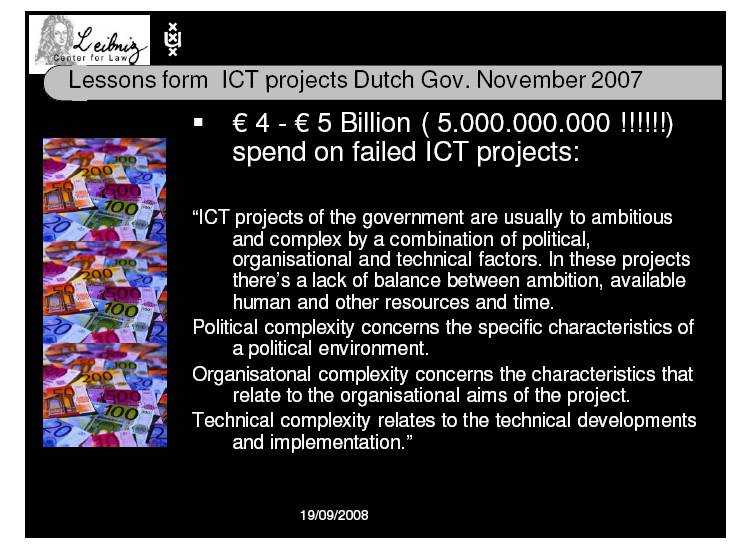 Leibniz
Center for Law
Lessons form ICT projects Dutch Gov. November 2007
▪ € 4 - € 5 Billion ( 5.000.000.000 !!!!!!)
spend on failed ICT projects:
“ICT projects of the government are usually to ambitious
and complex by a combination of political,
organisational and technical factors. In these projects
there’s a lack of balance between ambition, available
human and other resources and time.
Political complexity concerns the specific characteristics of
a political environment.
Organisatonal complexity concerns the characteristics that
relate to the organisational aims of the project.
Technical complexity relates to the technical developments
and implementation.”
19/09/2008